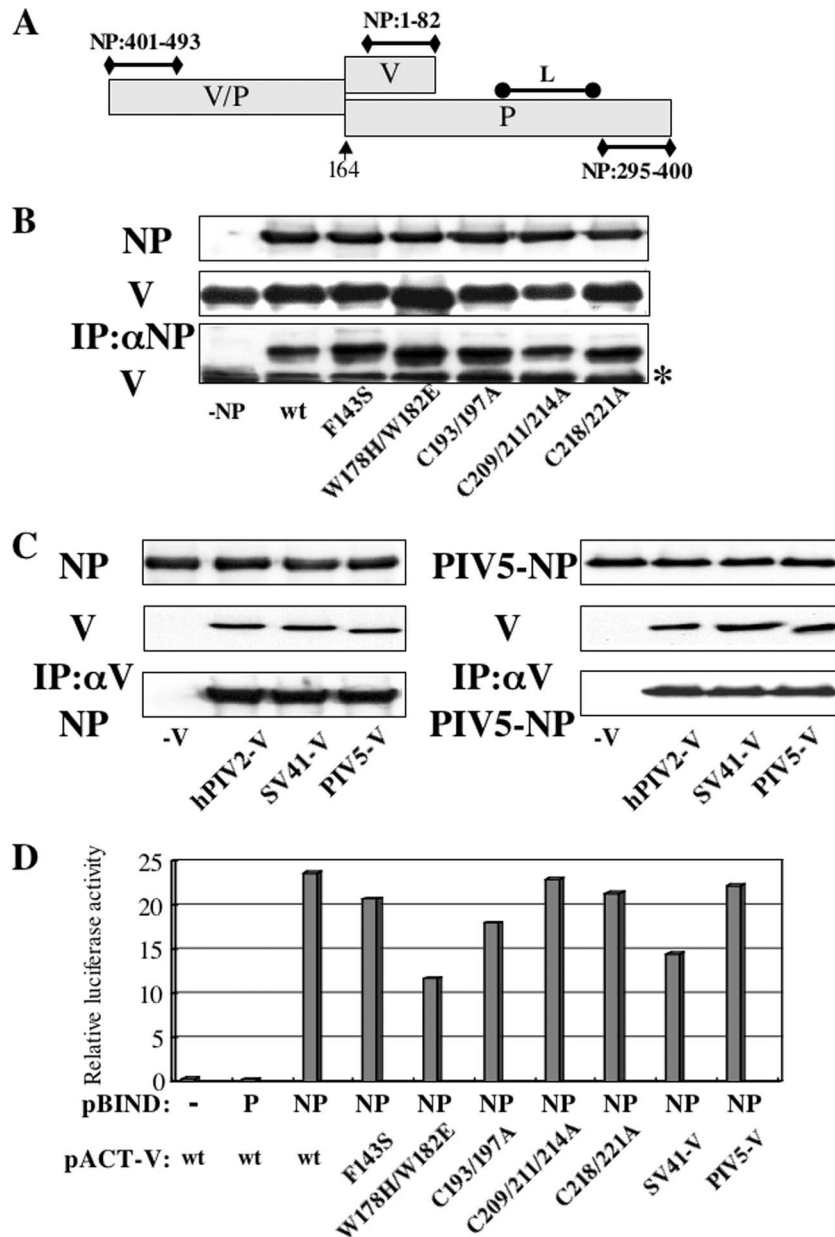 A
NP:401-493
NP:1-82
V
L
V/P
P
164
NP:295-400
B
NP
V
IP:αNP
V
*
-NP
wt
F143S
W178H/W182E
C193/197A
C209/211/214A
C218/221A
C
NP
V
IP:αV
NP
-V
hPIV2-V
SV41-V
PIV5-V
PIV5-NP
V
IP:αV
PIV5-NP
-V
hPIV2-V
SV41-V
PIV5-V
D
Relative luciferase activity
25
20
15
10
5
0
pBIND: - P NP NP NP NP NP NP NP NP
pACT-V: wt wt wt F143S W178H/W182E C193/197A C209/211/214A C218/221A SV41-V PIV5-V